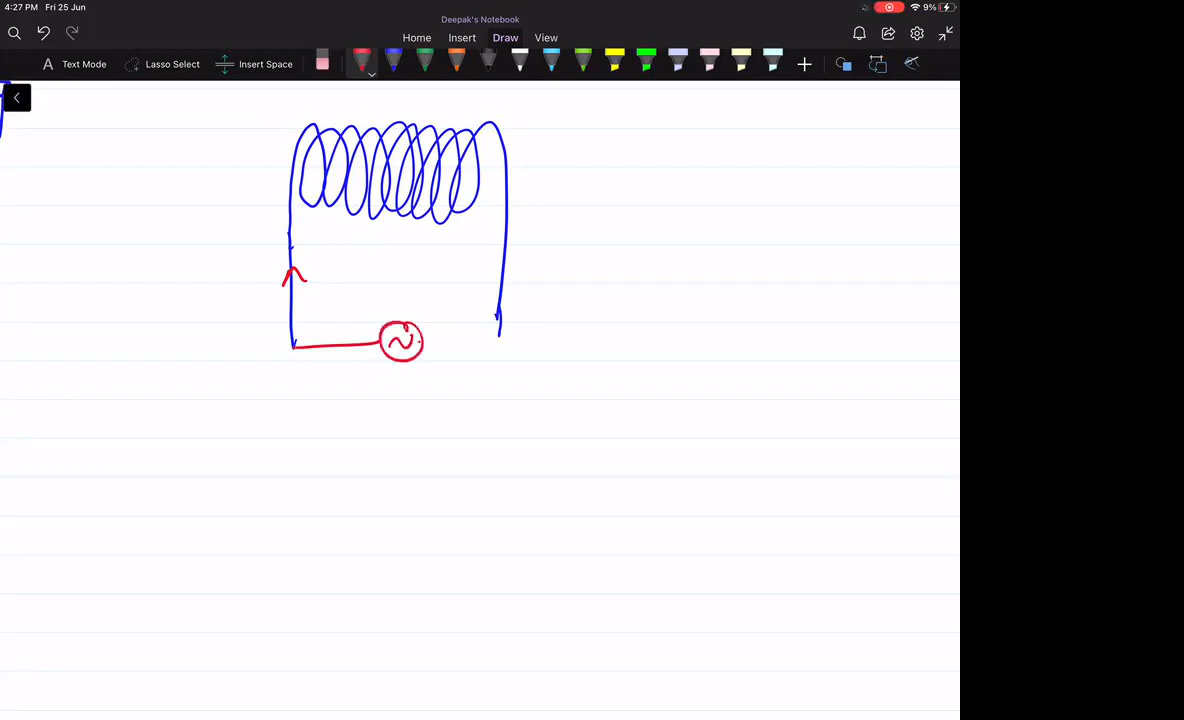 4:27 PM Fri 25 Jun
9%
Deepak's Notebook
Home Insert Draw View
A Text Mode Lasso Select Insert Space